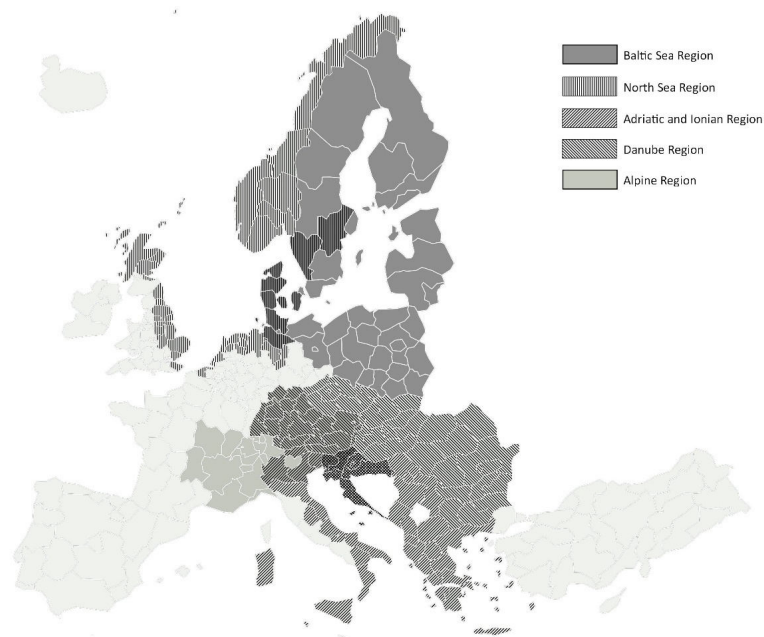 Baltic Sea Region
North Sea Region
Adriatic and Ionian Region
Danube Region
Alpine Region